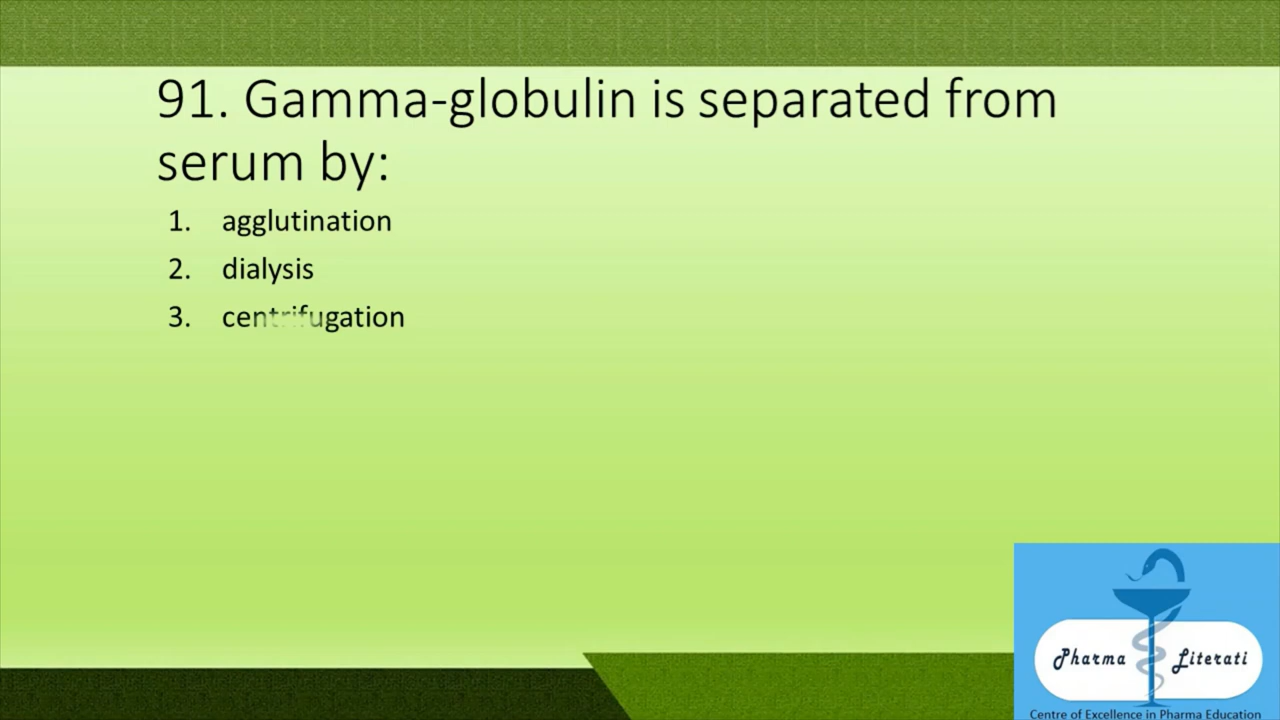 91. Gamma-globulin is separated from
serum by:
1. agglutination
2. dialysis
3. centrifugation
Pharma Literati
Centre of Excellence in Pharma Education